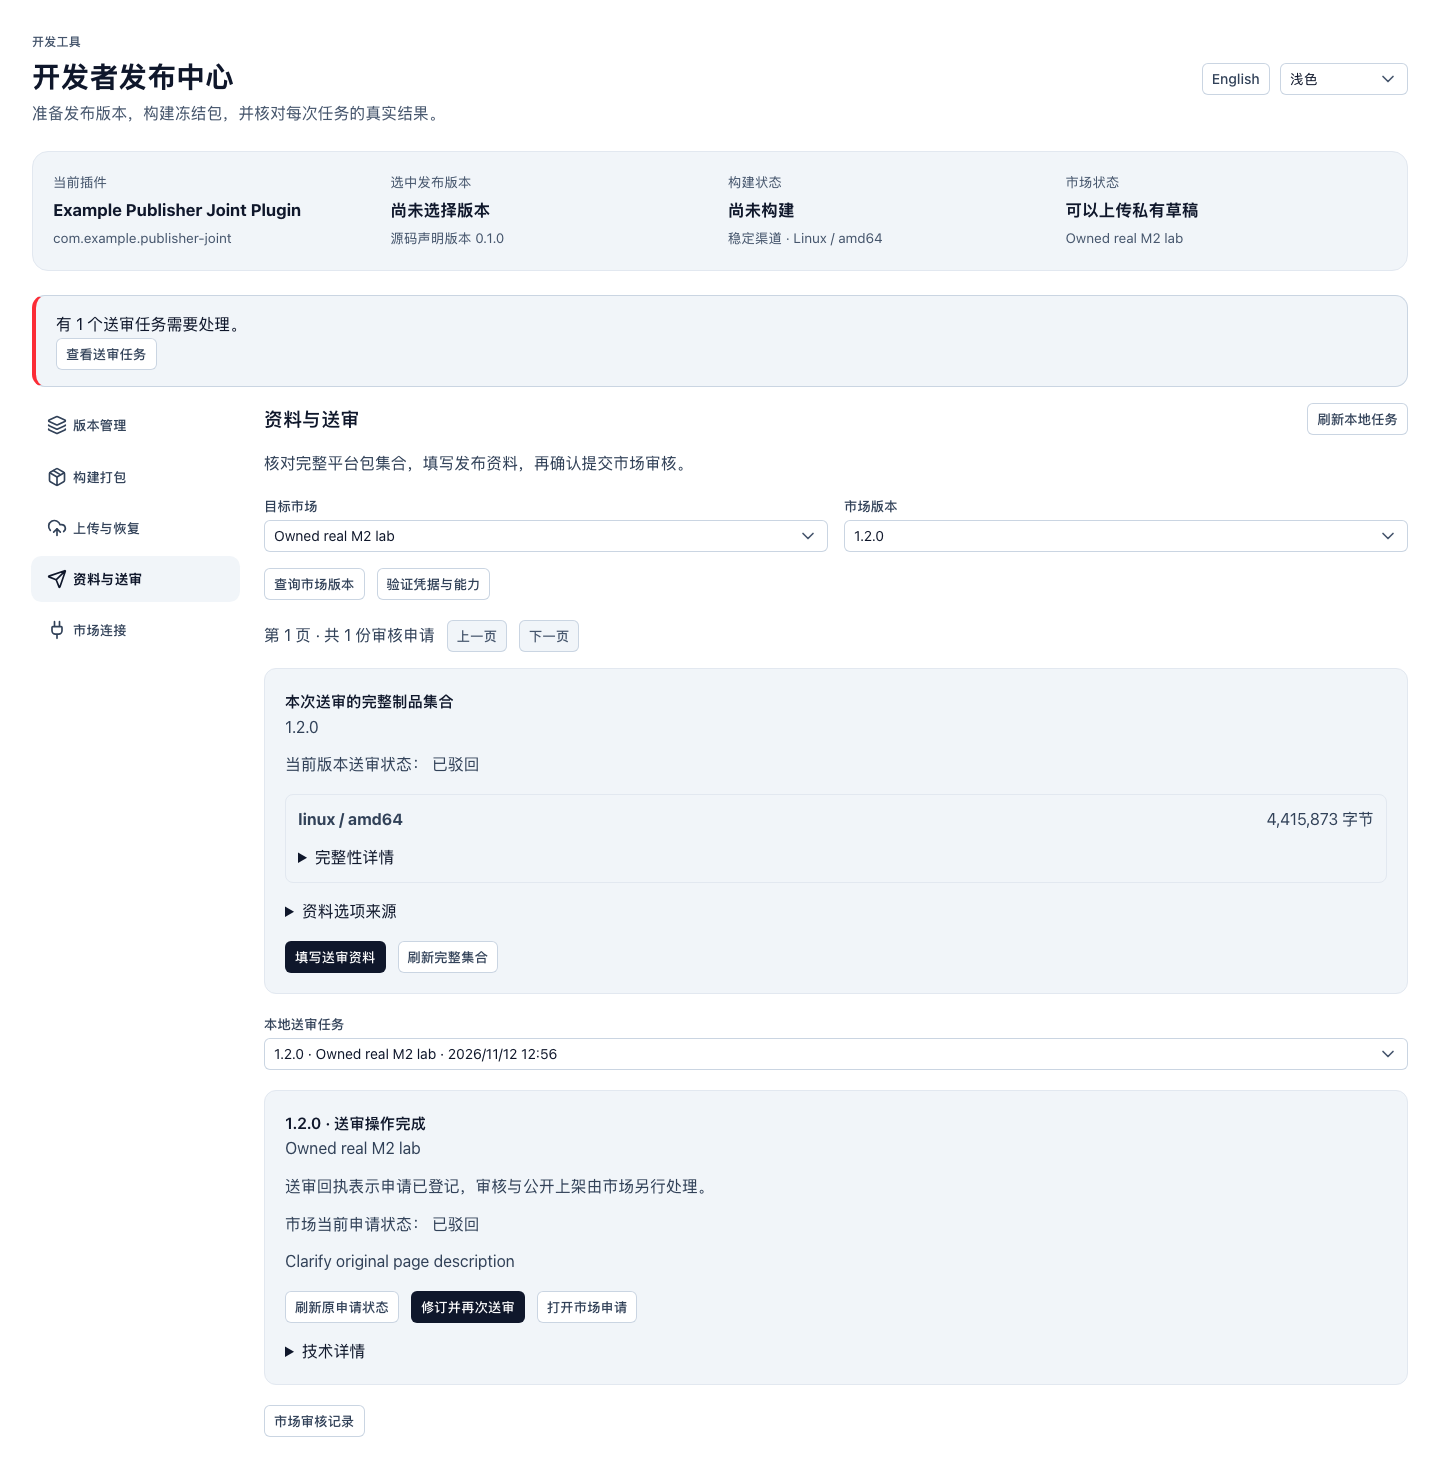 开发工具
开发者发布中心
准备发布版本，构建冻结包，并核对每次任务的真实结果。
English
浅色
当前插件
Example Publisher Joint Plugin
com.example.publisher-joint
选中发布版本
尚未选择版本
源码声明版本 0.1.0
构建状态
尚未构建
稳定渠道 · Linux / amd64
市场状态
可以上传私有草稿
Owned real M2 lab
有 1 个送审任务需要处理。
查看送审任务
版本管理
构建打包
上传与恢复
资料与送审
市场连接
资料与送审
刷新本地任务
核对完整平台包集合，填写发布资料，再确认提交市场审核。
目标市场
Owned real M2 lab
市场版本
1.2.0
查询市场版本
验证凭据与能力
第 1 页 · 共 1 份审核申请
上一页
下一页
本次送审的完整制品集合
1.2.0
当前版本送审状态： 已驳回
linux / amd64
4,415,873 字节
完整性详情
资料选项来源
填写送审资料
刷新完整集合
本地送审任务
1.2.0 · Owned real M2 lab · 2026/11/12 12:56
1.2.0 · 送审操作完成
Owned real M2 lab
送审回执表示申请已登记，审核与公开上架由市场另行处理。
市场当前申请状态： 已驳回
Clarify original page description
刷新原申请状态
修订并再次送审
打开市场申请
技术详情
市场审核记录